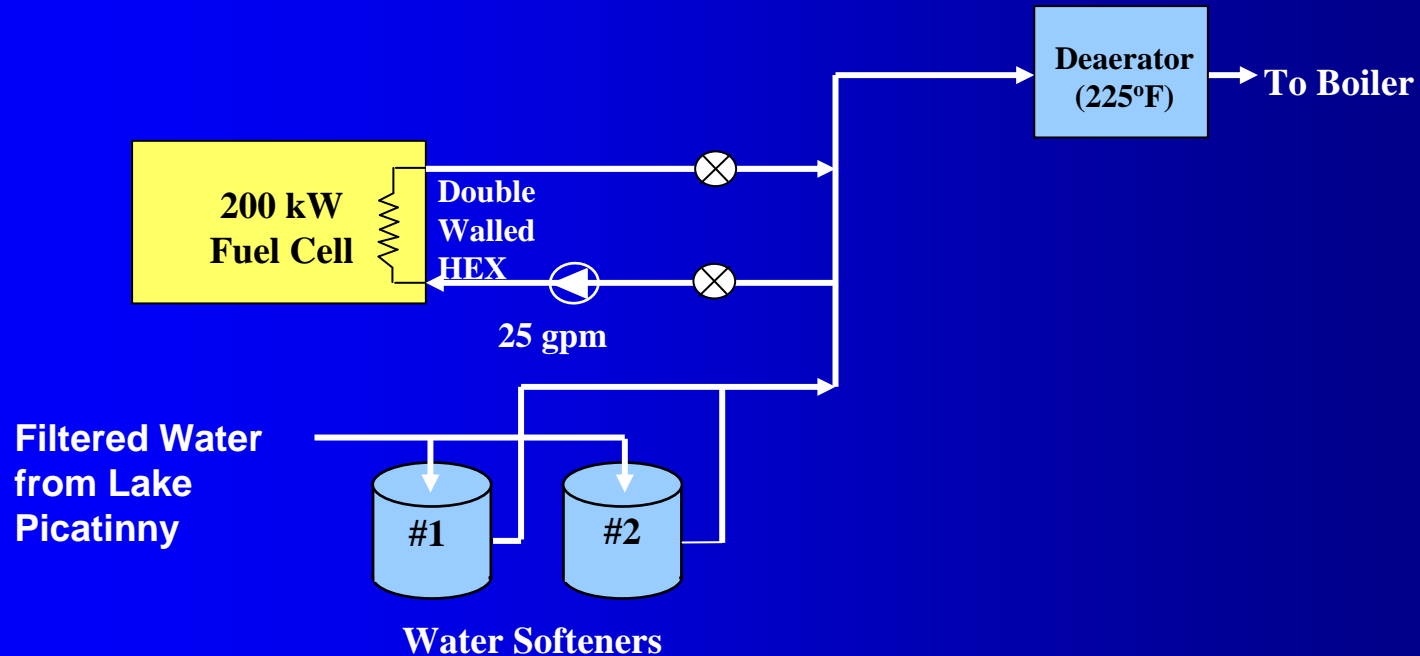 Deaerator
(225ºF)
To Boiler
200 kW
Fuel Cell
Double
Walled
HEX
25 gpm
Filtered Water
from Lake
Picatinny
#1
#2
Water Softeners